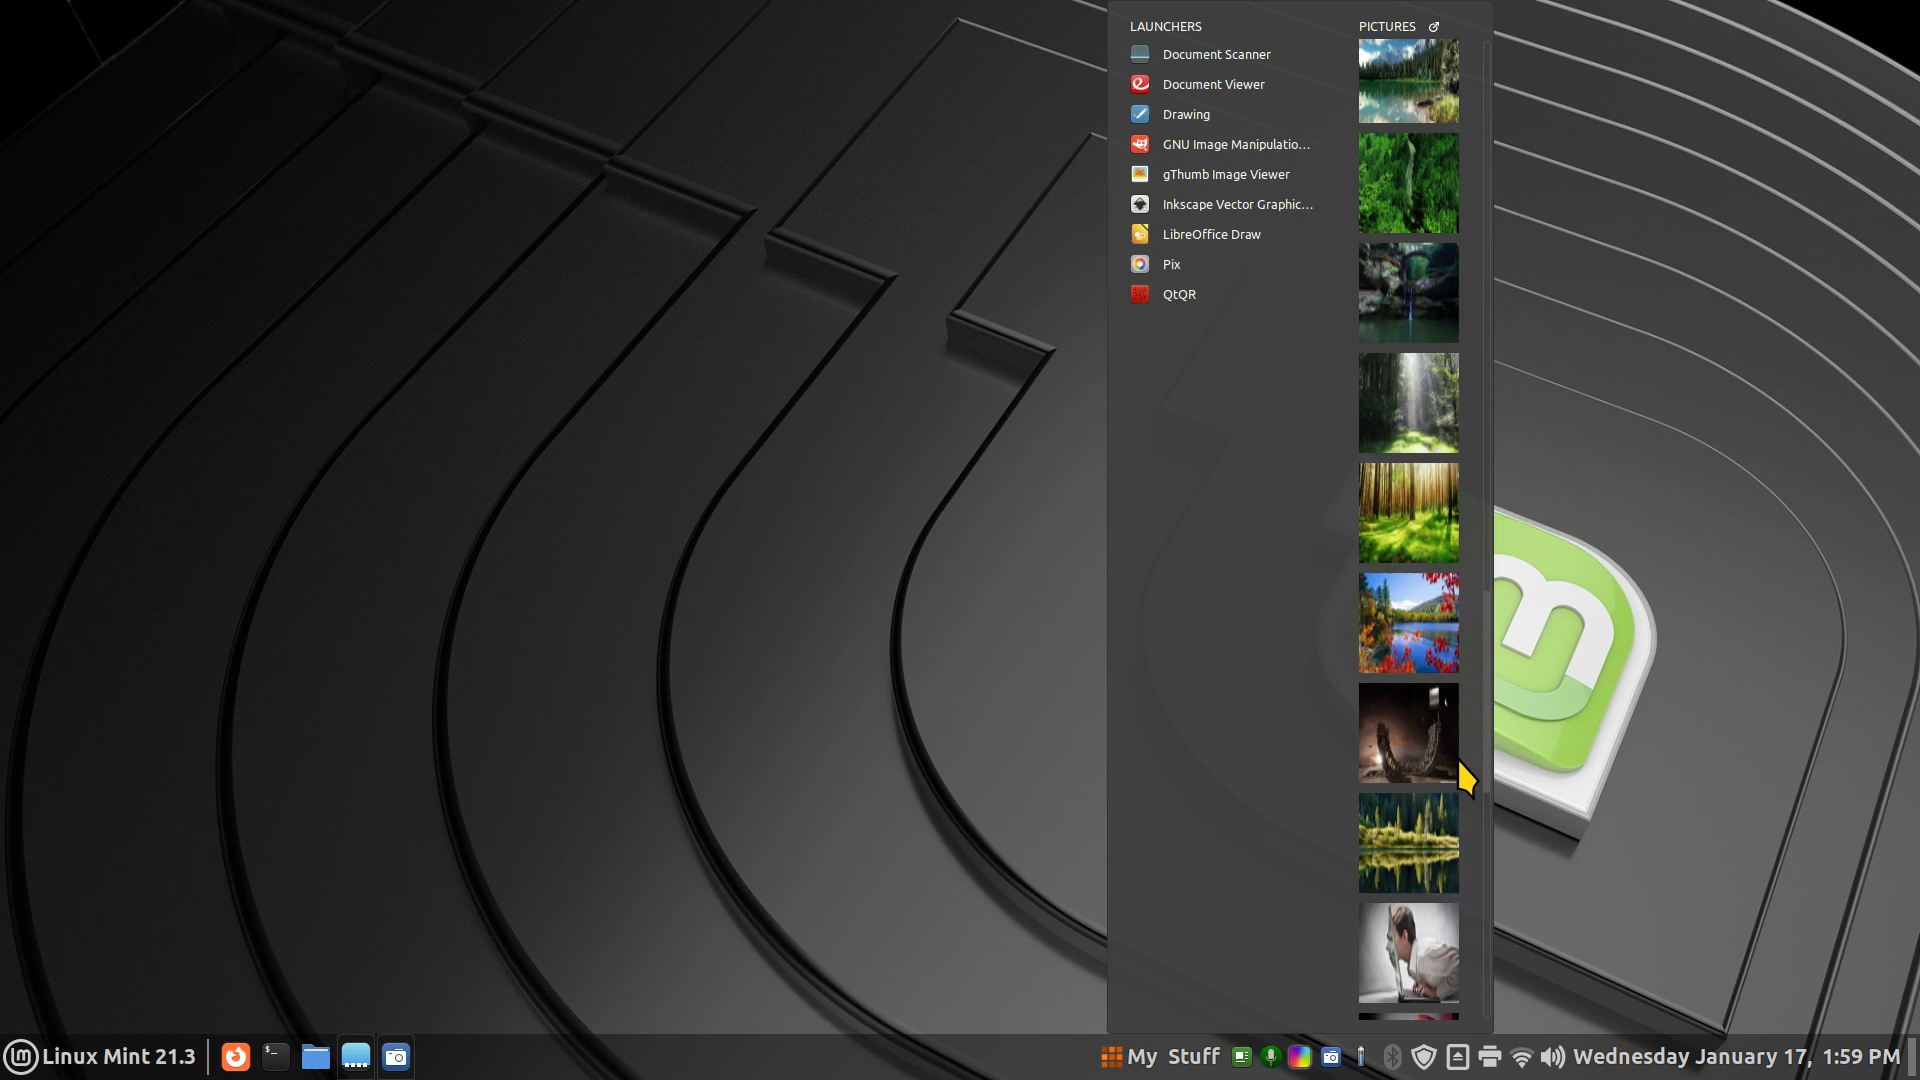 LAUNCHERS
PICTURES
Document Scanner
Document Viewer
Drawing
GNU Image Manipulatio...
gThumb Image Viewer
Inkscape Vector Graphic...
LibreOffice Draw
Pix
QtQR
Linux Mint 21.3
My Stuff
Wednesday January 17, 1:59 PM